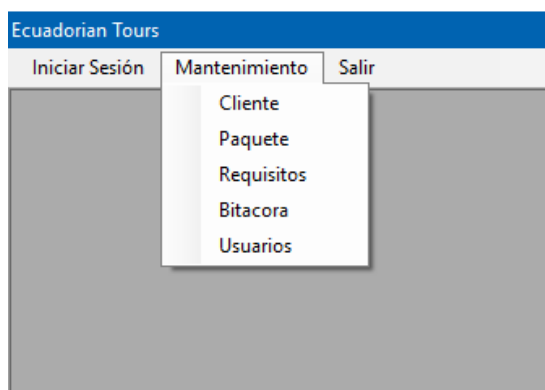 Ecuadorian Tours
Iniciar Sesión Mantenimiento Salir
Cliente
Paquete
Requisitos
Bitacora
Usuarios